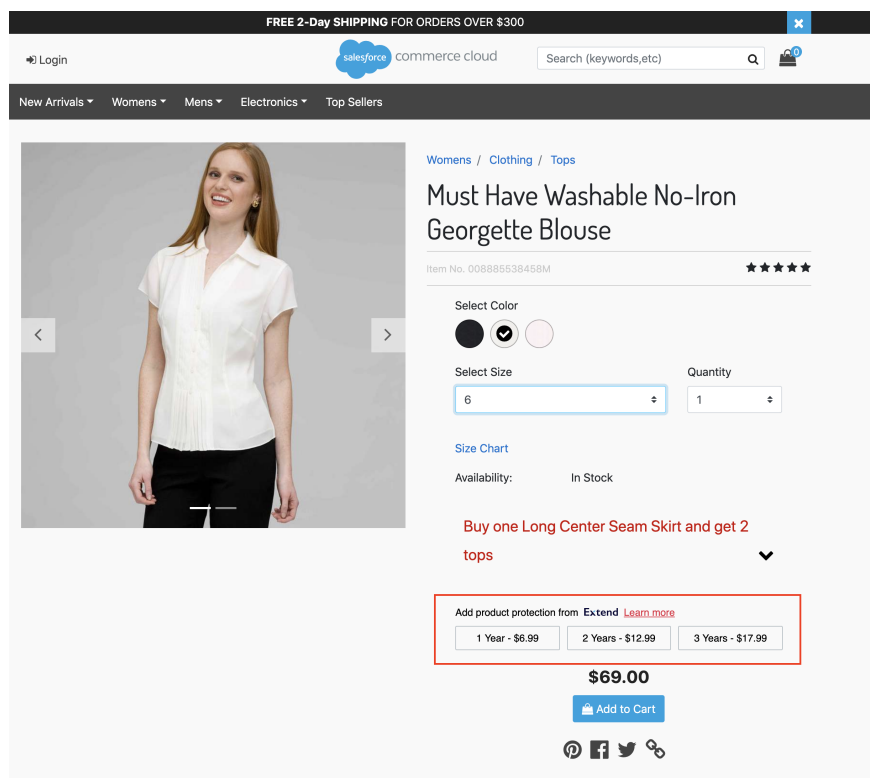 FREE 2-Day SHIPPING FOR ORDERS OVER $300
Login
salesforce commerce cloud
Search (keywords,etc)
0
New Arrivals Womens Mens Electronics Top Sellers
Womens / Clothing / Tops
Must Have Washable No-Iron
Georgette Blouse
Item No. 008885538458M
Select Color
Select Size Quantity
6 1
Size Chart
Availability: In Stock
Buy one Long Center Seam Skirt and get 2
tops
Add product protection from Extend Learn more
1 Year - $6.99 2 Years - $12.99 3 Years - $17.99
$69.00
Add to Cart